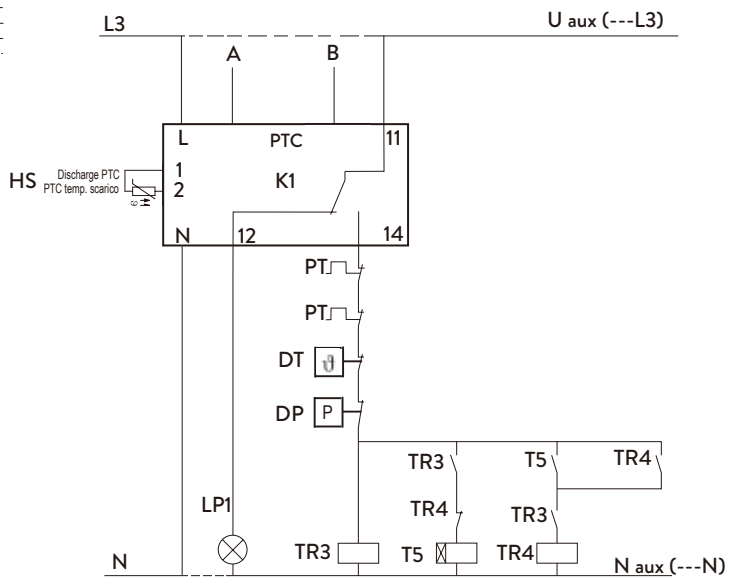 L3
U aux (---L3)
A
B
L
PTC
11
HS
Discharge PTC
PTC temp. scarico
1
2
K1
N
12
14
PT
PT
DT
ϑ
DP
P
TR3
T5
TR4
LP1
TR4
TR3
TR3
T5
TR4
N
N aux (---N)